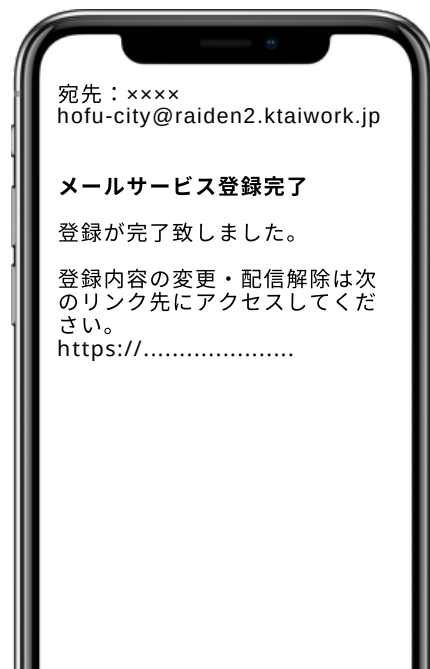 宛先：××××
hofu-city@raiden2.ktaiwork.jp
メールサービス登録完了
登録が完了致しました。
登録内容の変更・配信解除は次
のリンク先にアクセスしてくだ
さい。
https://.....................